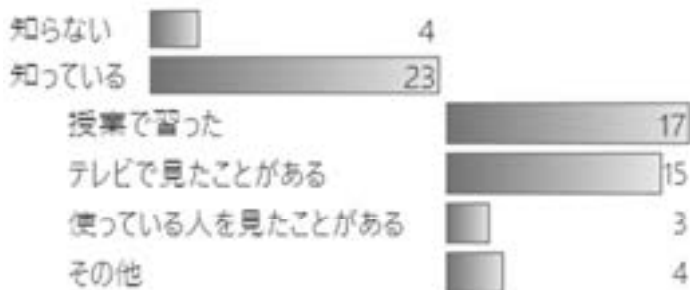 知らない 4
知っている 23
授業で習った 17
テレビで見たことがある 15
使っている人を見たことがある 3
その他 4